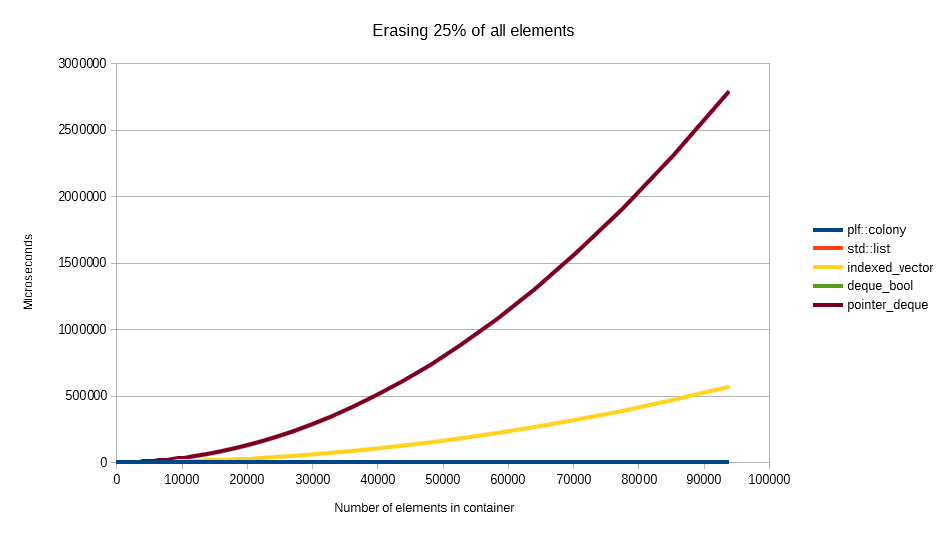 Erasing 25% of all elements
3000000
2500000
2000000
1500000
1000000
500000
0
Microseconds
0 10000 20000 30000 40000 50000 60000 70000 80000 90000 100000
Number of elements in container
plf::colony
std::list
indexed_vector
deque_bool
pointer_deque